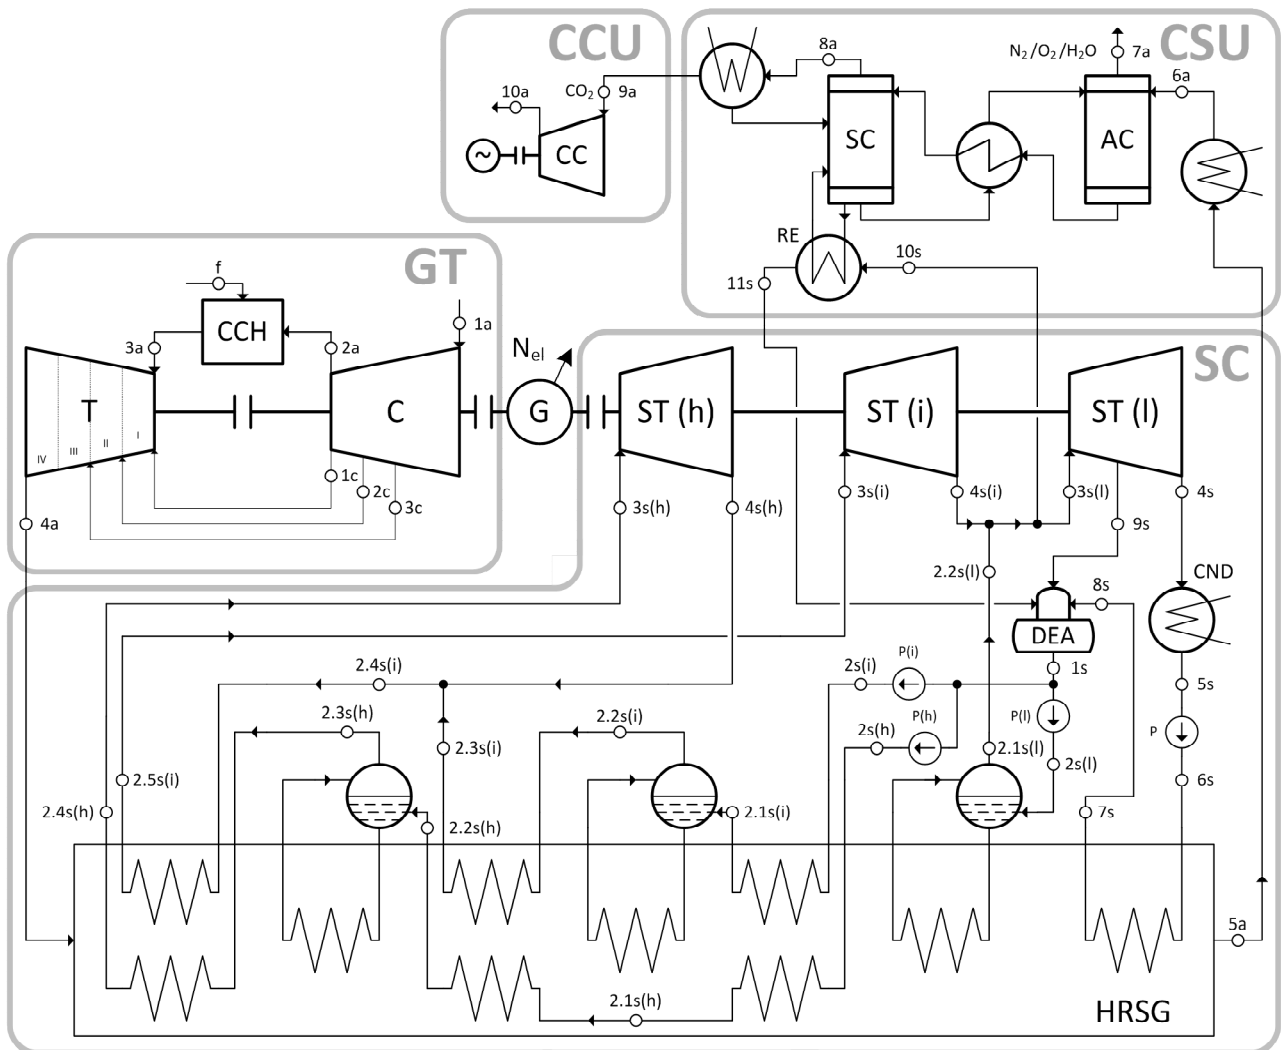 CCU
CSU
8a
N₂/O₂/H₂O
7a
6a
10a
CO₂
9a
CC
~
SC
AC
RE
10s
11s
GT
f
CCH
3a
2a
1a
Nel
SC
T
C
G
ST (h)
ST (i)
ST (l)
IV
III
II
I
1c
2c
3c
4a
3s(h)
4s(h)
3s(i)
4s(i)
3s(l)
4s
9s
2.2s(l)
8s
CND
DEA
2.4s(i)
2s(i)
P(i)
1s
5s
2.3s(h)
2.2s(i)
2s(h)
P(h)
P(l)
P
2.3s(i)
2.1s(l)
2s(l)
6s
2.5s(i)
2.4s(h)
2.2s(h)
2.1s(i)
7s
5a
2.1s(h)
HRSG